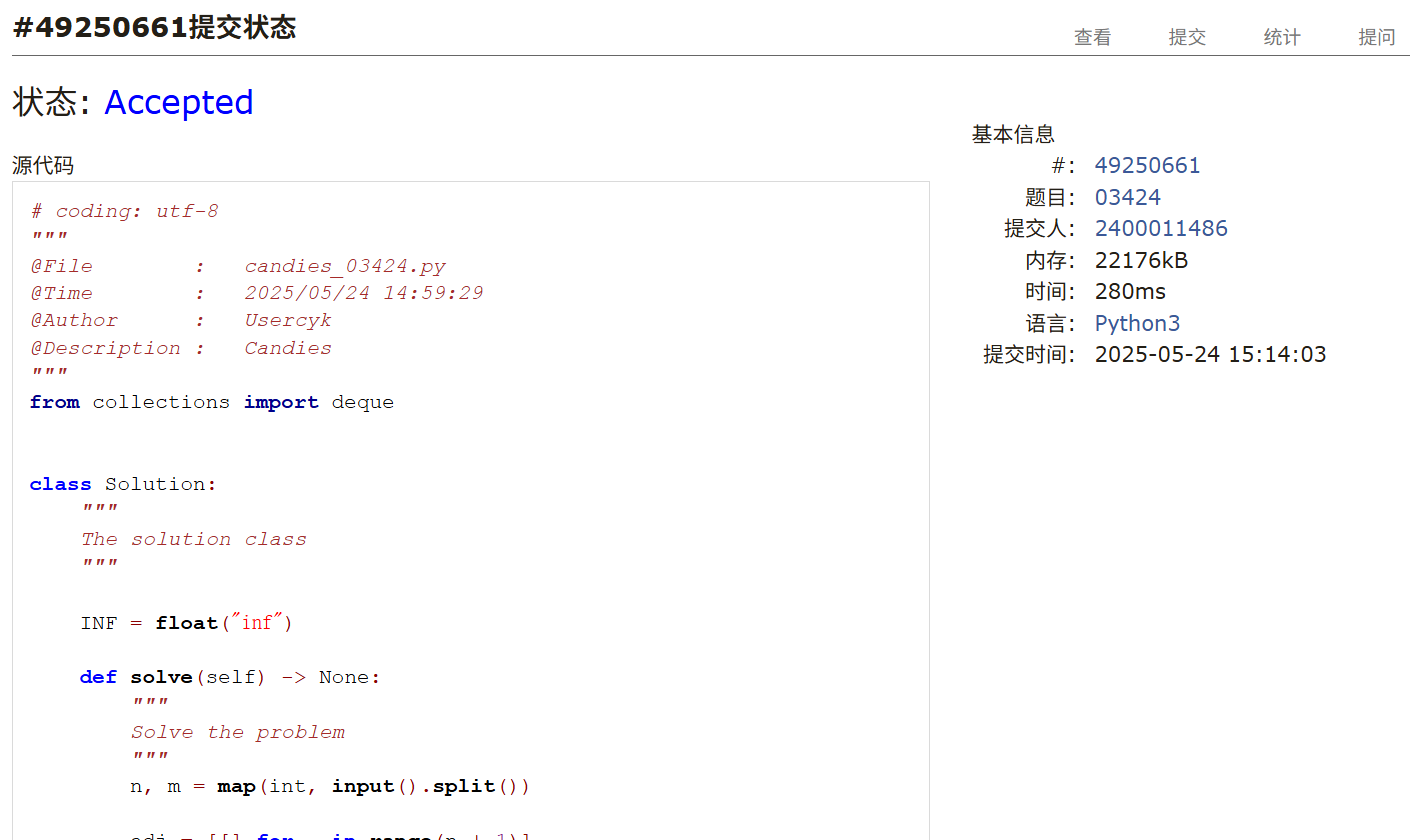 #49250661提交状态
查看 提交 统计 提问
状态: Accepted
源代码
# coding: utf-8
"""
@File : candies_03424.py
@Time : 2025/05/24 14:59:29
@Author : Usercyk
@Description : Candies
"""
from collections import deque
class Solution:
"""
The solution class
"""
INF = float("inf")
def solve(self) -> None:
"""
Solve the problem
"""
n, m = map(int, input().split())
adj = [[] for _ in range(n + 1)]
基本信息
#: 49250661
题目: 03424
提交人: 2400011486
内存: 22176kB
时间: 280ms
语言: Python3
提交时间: 2025-05-24 15:14:03